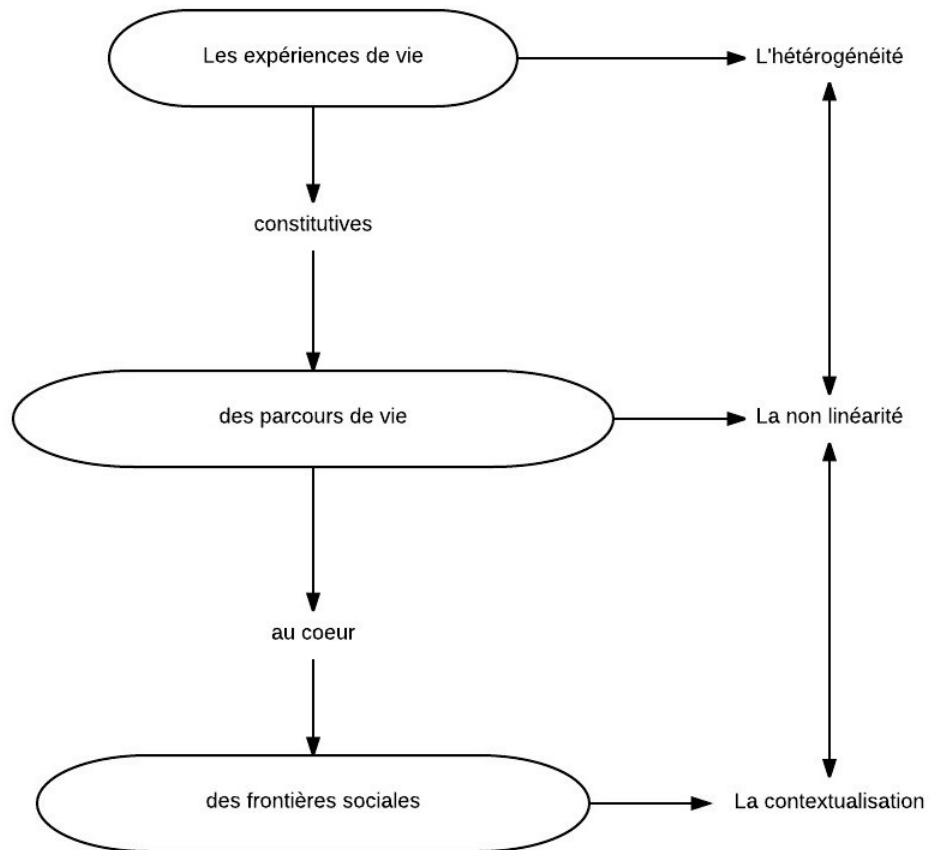 Les expériences de vie
L'hétérogénéité
constitutives
des parcours de vie
La non linéarité
au coeur
des frontières sociales
La contextualisation